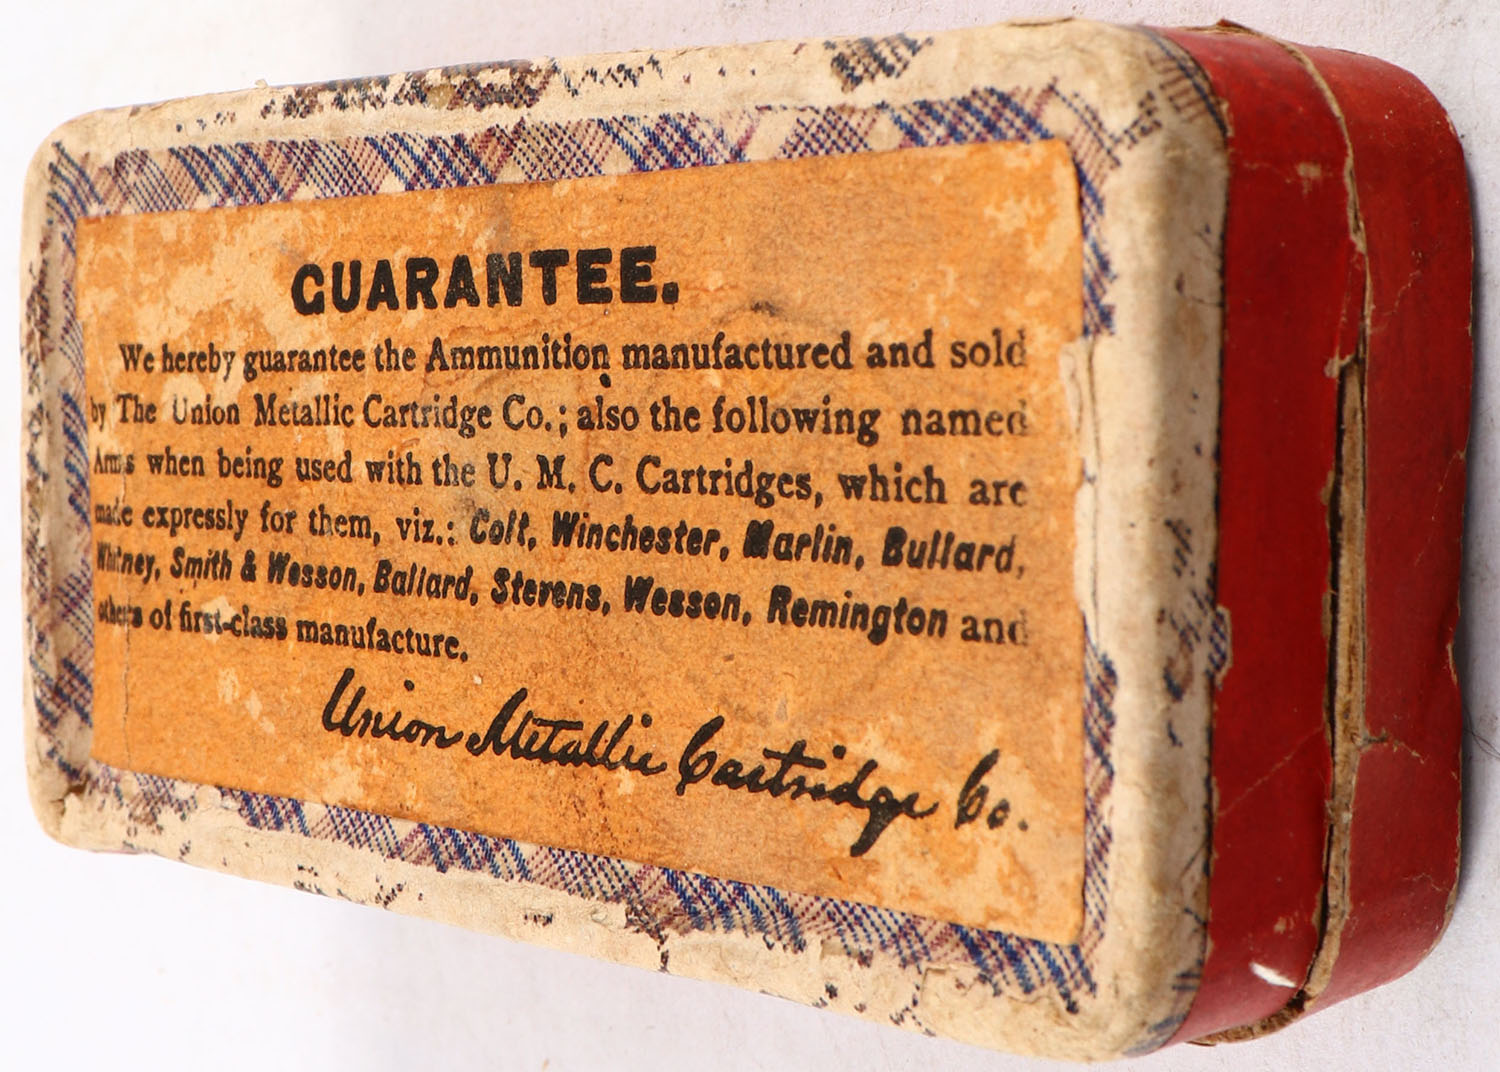 GUARANTEE.
We hereby guarantee the Ammunition manufactured and sold
by The Union Metallic Cartridge Co.; also the following named
Arms when being used with the U. M. C. Cartridges, which are
made expressly for them, viz.: Colt, Winchester, Marlin, Bullard,
Whitney, Smith & Wesson, Ballard, Stevens, Wesson, Remington and
others of first-class manufacture.
Union Metallic Cartridge Co.